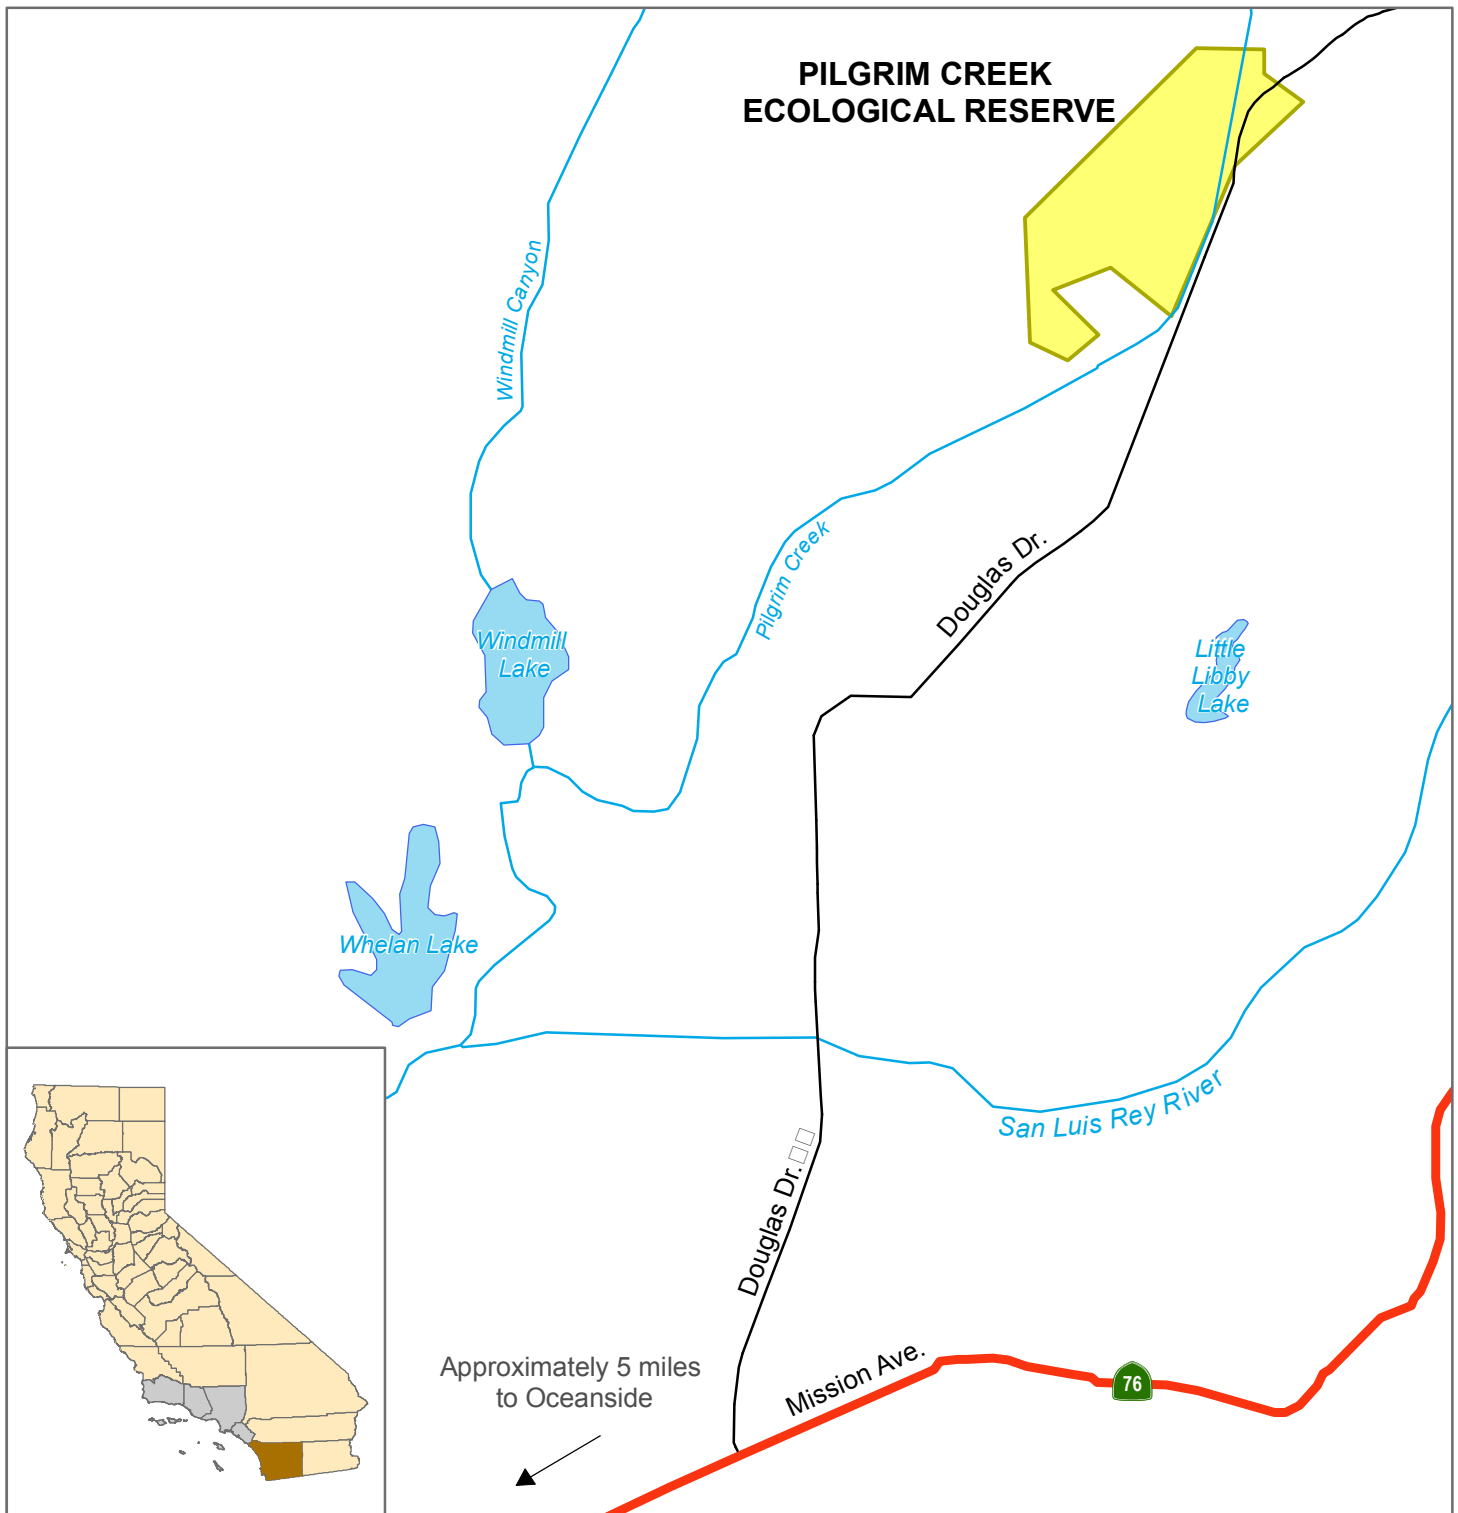 PILGRIM CREEK
ECOLOGICAL RESERVE
Windmill Canyon
Pilgrim Creek
Douglas Dr.
Windmill
Lake
Little
Libby
Lake
Whelan Lake
San Luis Rey River
Douglas Dr.□□
Approximately 5 miles
to Oceanside
Mission Ave.
76